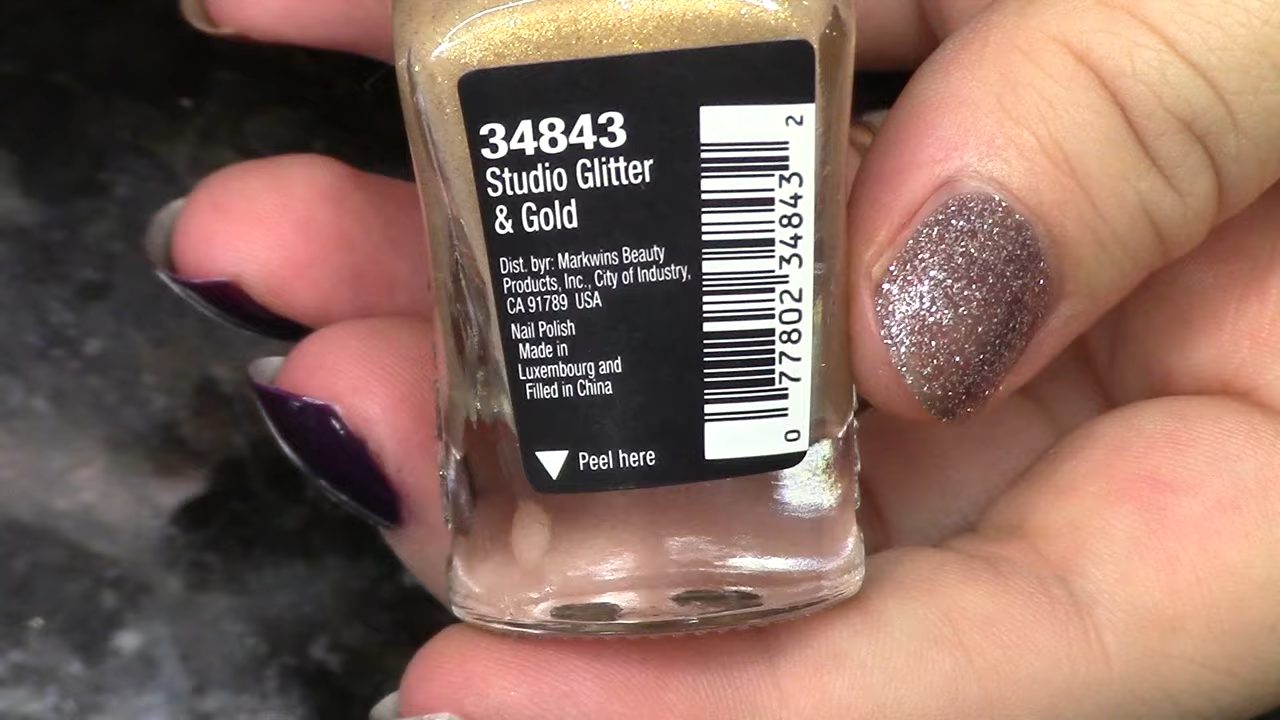 34843
Studio Glitter
& Gold
Dist. byr: Markwins Beauty
Products, Inc., City of Industry,
CA 91789 USA
Nail Polish
Made in
Luxembourg and
Filled in China
Peel here
0 77802 34843 2